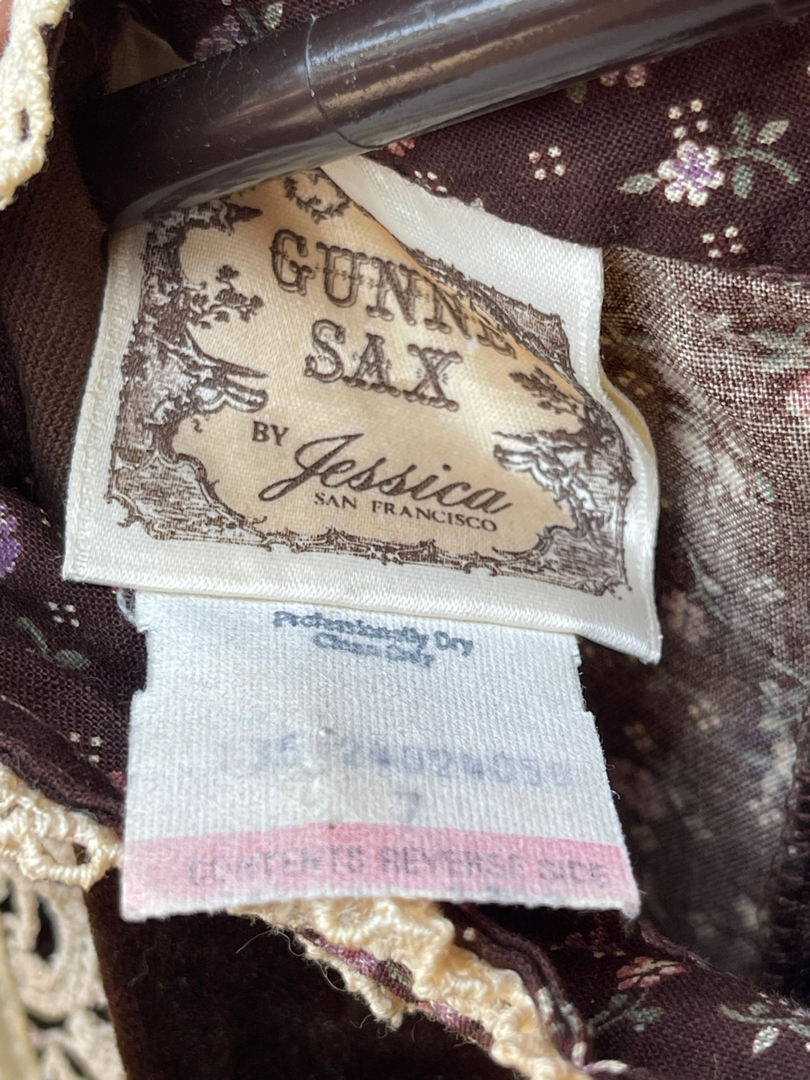 GUNNE
SAX
BY Jessica
SAN FRANCISCO
Professionally Dry
Clean Only
7
CONTENTS REVERSE SIDE